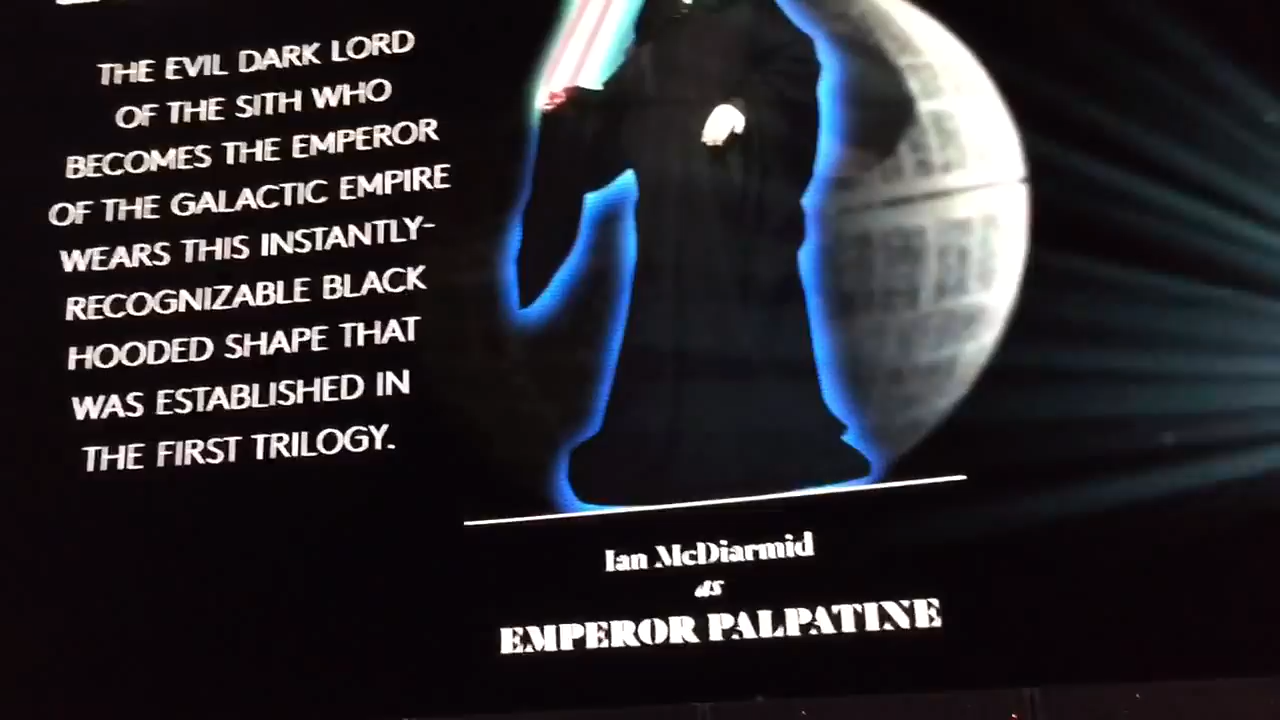 THE EVIL DARK LORD
OF THE SITH WHO
BECOMES THE EMPEROR
OF THE GALACTIC EMPIRE
WEARS THIS INSTANTLY-
RECOGNIZABLE BLACK
HOODED SHAPE THAT
WAS ESTABLISHED IN
THE FIRST TRILOGY.
Ian McDiarmid
as
EMPEROR PALPATINE